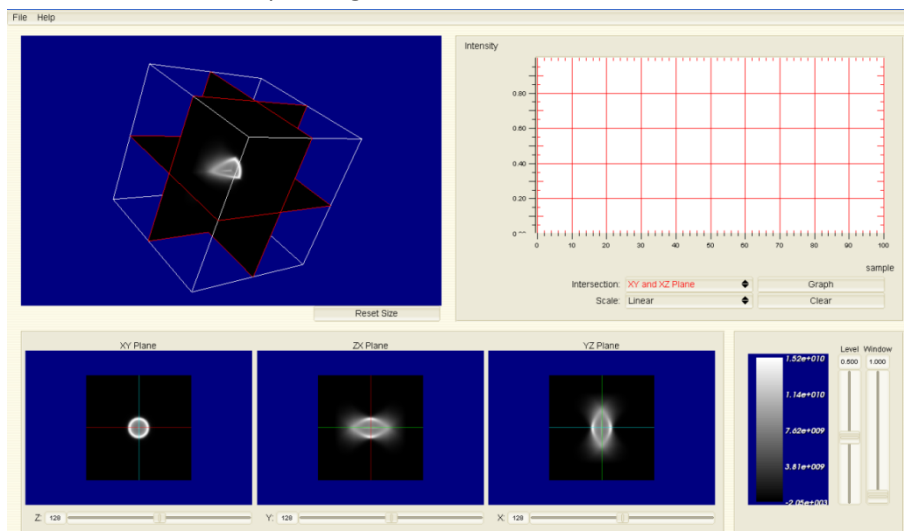 File Help
Intensity
0.80
0.60
0.40
0.20
0
0 10 20 30 40 50 60 70 80 90 100
sample
Intersection: XY and XZ Plane Graph
Scale: Linear Clear
Reset Size
XY Plane ZX Plane YZ Plane
Z: 128 Y: 128 X: 128
Level Window
0.500 1.000
1.52e+010
1.14e+010
7.62e+009
3.81e+009
-2.05e+003